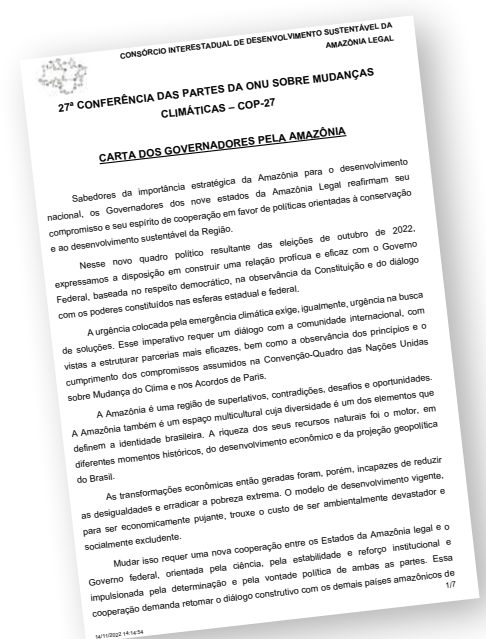 CONSÓRCIO INTERESTADUAL DE DESENVOLVIMENTO SUSTENTÁVEL DA
AMAZÔNIA LEGAL
27ª CONFERÊNCIA DAS PARTES DA ONU SOBRE MUDANÇAS
CLIMÁTICAS – COP-27
CARTA DOS GOVERNADORES PELA AMAZÔNIA
Sabedores da importância estratégica da Amazônia para o desenvolvimento
nacional, os Governadores dos nove estados da Amazônia Legal reafirmam seu
compromisso e seu espírito de cooperação em favor de políticas orientadas à conservação
e ao desenvolvimento sustentável da Região.
Nesse novo quadro político resultante das eleições de outubro de 2022,
expressamos a disposição em construir uma relação profícua e eficaz com o Governo
Federal, baseada no respeito democrático, na observância da Constituição e do diálogo
com os poderes constituídos nas esferas estadual e federal.
A urgência colocada pela emergência climática exige, igualmente, urgência na busca
de soluções. Esse imperativo requer um diálogo com a comunidade internacional, com
vistas a estruturar parcerias mais eficazes, bem como a observância dos princípios e o
cumprimento dos compromissos assumidos na Convenção-Quadro das Nações Unidas
sobre Mudança do Clima e nos Acordos de Paris.
A Amazônia é uma região de superlativos, contradições, desafios e oportunidades.
A Amazônia também é um espaço multicultural cuja diversidade é um dos elementos que
definem a identidade brasileira. A riqueza dos seus recursos naturais foi o motor, em
diferentes momentos históricos, do desenvolvimento econômico e da projeção geopolítica
do Brasil.
As transformações econômicas então geradas foram, porém, incapazes de reduzir
as desigualdades e erradicar a pobreza extrema. O modelo de desenvolvimento vigente,
para ser economicamente pujante, trouxe o custo de ser ambientalmente devastador e
socialmente excludente.
Mudar isso requer uma nova cooperação entre os Estados da Amazônia legal e o
Governo federal, orientada pela ciência, pela estabilidade e reforço institucional e
impulsionada pela determinação e pela vontade política de ambas as partes. Essa
cooperação demanda retomar o diálogo construtivo com os demais países amazônicos de
1/7
14/11/2022 14:14:54